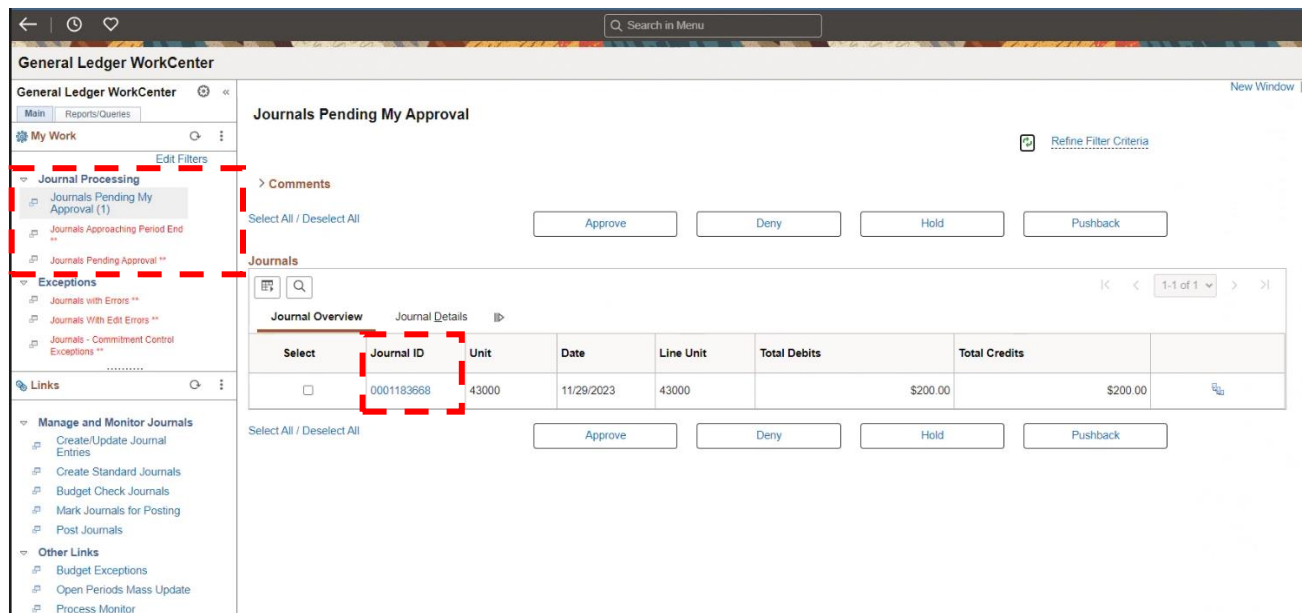 Search in Menu
General Ledger WorkCenter
General Ledger WorkCenter
New Window
Main
Reports/Queries
My Work
Edit Filters
Journal Processing
Journals Pending My
Approval (1)
Journals Approaching Period End
**
Journals Pending Approval **
Exceptions
Journals with Errors **
Journals With Edit Errors **
Journals - Commitment Control
Exceptions **
Links
Manage and Monitor Journals
Create/Update Journal
Entries
Create Standard Journals
Budget Check Journals
Mark Journals for Posting
Post Journals
Other Links
Budget Exceptions
Open Periods Mass Update
Process Monitor
Journals Pending My Approval
Refine Filter Criteria
Comments
Select All / Deselect All
Approve
Deny
Hold
Pushback
Journals
1-1 of 1
Journal Overview
Journal Details
Select
Journal ID
Unit
Date
Line Unit
Total Debits
Total Credits
0001183668
43000
11/29/2023
43000
$200.00
$200.00
Select All / Deselect All
Approve
Deny
Hold
Pushback